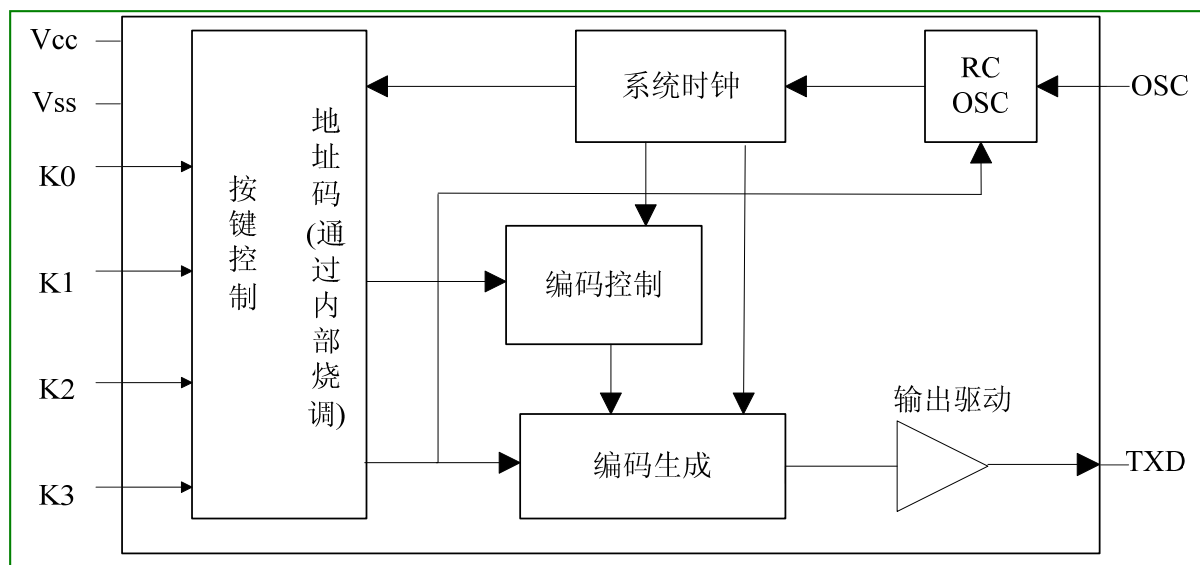 Vcc
Vss
K0
K1
K2
K3
按键控制
地址码(通过内部烧调)
系统时钟
RC
OSC
OSC
编码控制
编码生成
输出驱动
TXD